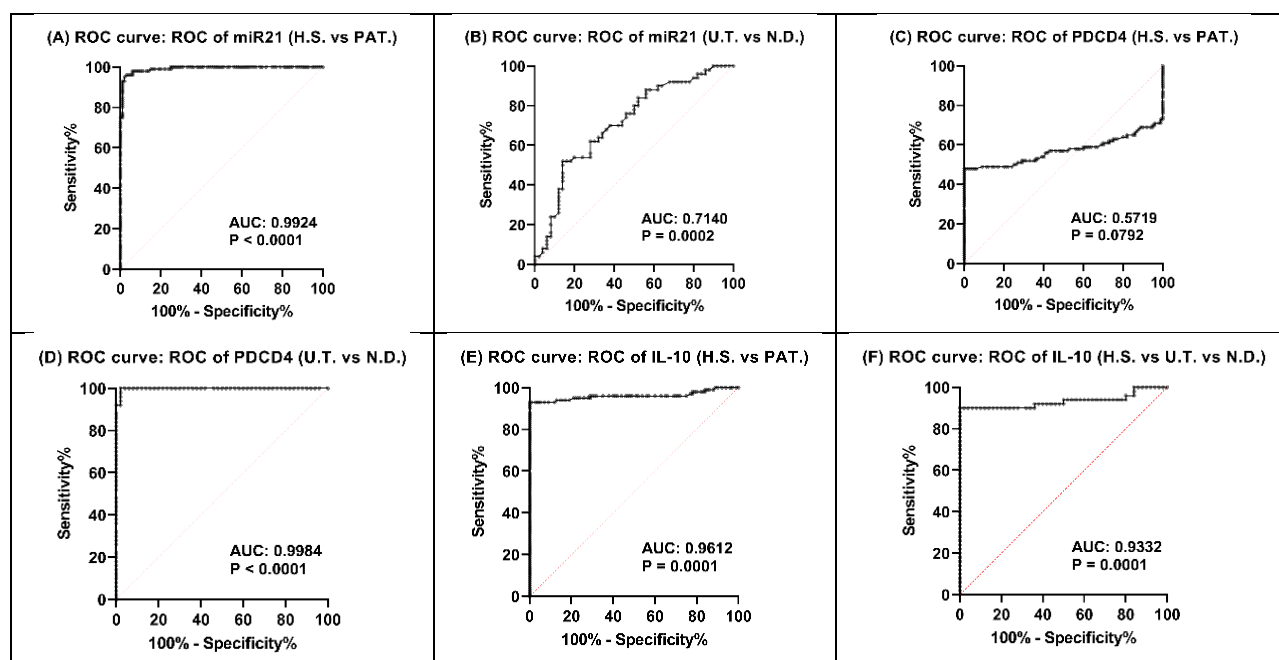 (A) ROC curve: ROC of miR21 (H.S. vs PAT.)
Sensitivity%
100
80
60
40
20
0
AUC: 0.9924
P < 0.0001
0 20 40 60 80 100
100% - Specificity%
(B) ROC curve: ROC of miR21 (U.T. vs N.D.)
Sensitivity%
100
80
60
40
20
0
AUC: 0.7140
P = 0.0002
0 20 40 60 80 100
100% - Specificity%
(C) ROC curve: ROC of PDCD4 (H.S. vs PAT.)
Sensitivity%
100
80
60
40
20
0
AUC: 0.5719
P = 0.0792
0 20 40 60 80 100
100% - Specificity%
(D) ROC curve: ROC of PDCD4 (U.T. vs N.D.)
Sensitivity%
100
80
60
40
20
0
AUC: 0.9984
P < 0.0001
0 20 40 60 80 100
100% - Specificity%
(E) ROC curve: ROC of IL-10 (H.S. vs PAT.)
Sensitivity%
100
80
60
40
20
0
AUC: 0.9612
P = 0.0001
0 20 40 60 80 100
100% - Specificity%
(F) ROC curve: ROC of IL-10 (H.S. vs U.T. vs N.D.)
Sensitivity%
100
80
60
40
20
0
AUC: 0.9332
P = 0.0001
0 20 40 60 80 100
100% - Specificity%